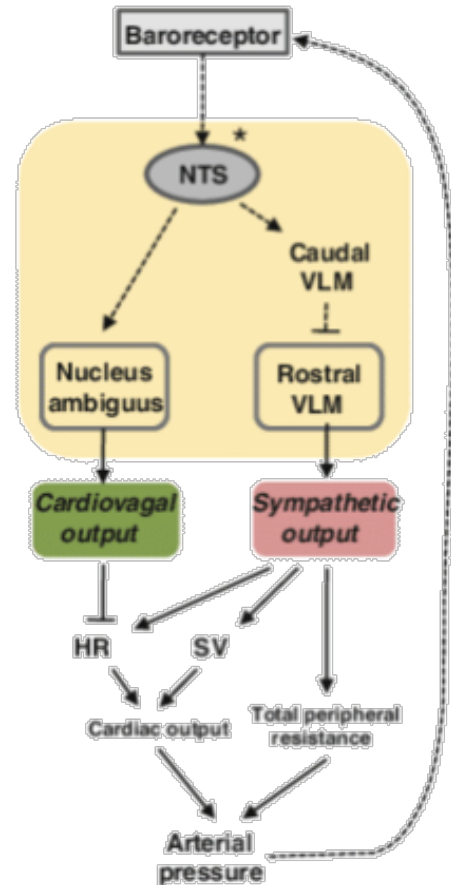 Baroreceptor
*
NTS
Caudal
VLM
Nucleus
ambiguus
Rostral
VLM
Cardiovagal
output
Sympathetic
output
HR
SV
Cardiac output
Total peripheral
resistance
Arterial
pressure